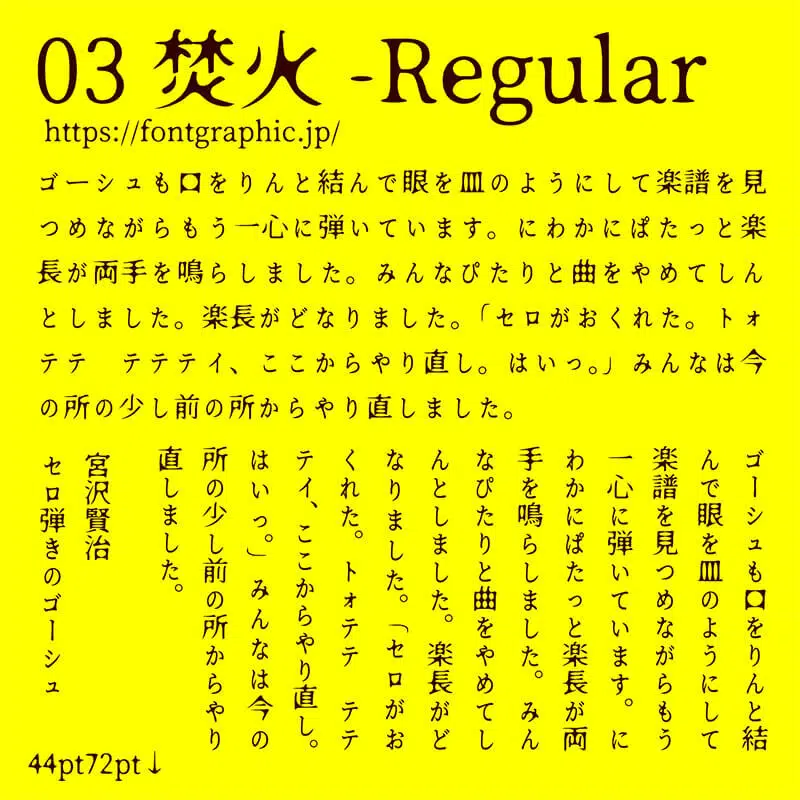 03 焚火 -Regular
https://fontgraphic.jp/
ゴーシュも口をりんと結んで眼を皿のようにして楽譜を見
つめながらもう一心に弾いています。にわかにぱたっと楽
長が両手を鳴らしました。みんなぴたりと曲をやめてしん
としました。楽長がどなりました。「セロがおくれた。トォ
テテ　テテテイ、ここからやり直し。はいっ。」みんなは今
の所の少し前の所からやり直しました。
ゴーシュも口をりんと結
んで眼を皿のようにして
楽譜を見つめながらもう
一心に弾いています。に
わかにぱたっと楽長が両
手を鳴らしました。みん
なぴたりと曲をやめてし
んとしました。楽長がど
なりました。「セロがお
くれた。トォテテ　テテ
テイ、ここからやり直し。
はいっ。」みんなは今の
所の少し前の所からやり
直しました。
宮沢賢治
セロ弾きのゴーシュ
44pt72pt↓